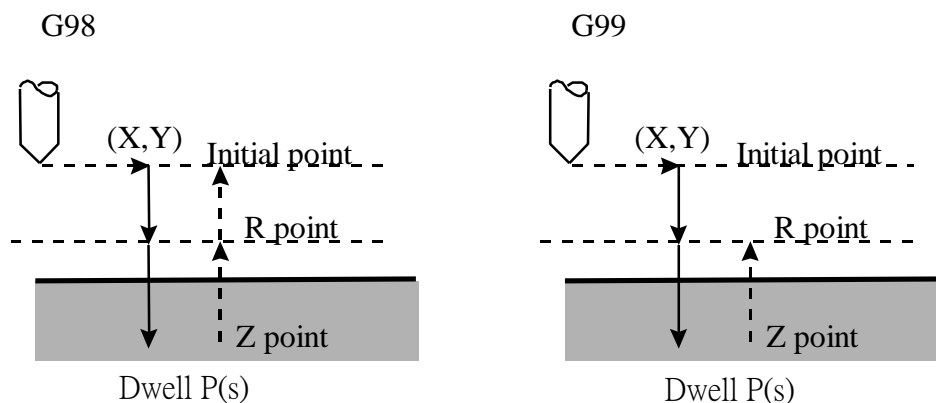 G98
(X,Y)
Initial point
R point
Z point
Dwell P(s)
G99
(X,Y)
Initial point
R point
Z point
Dwell P(s)